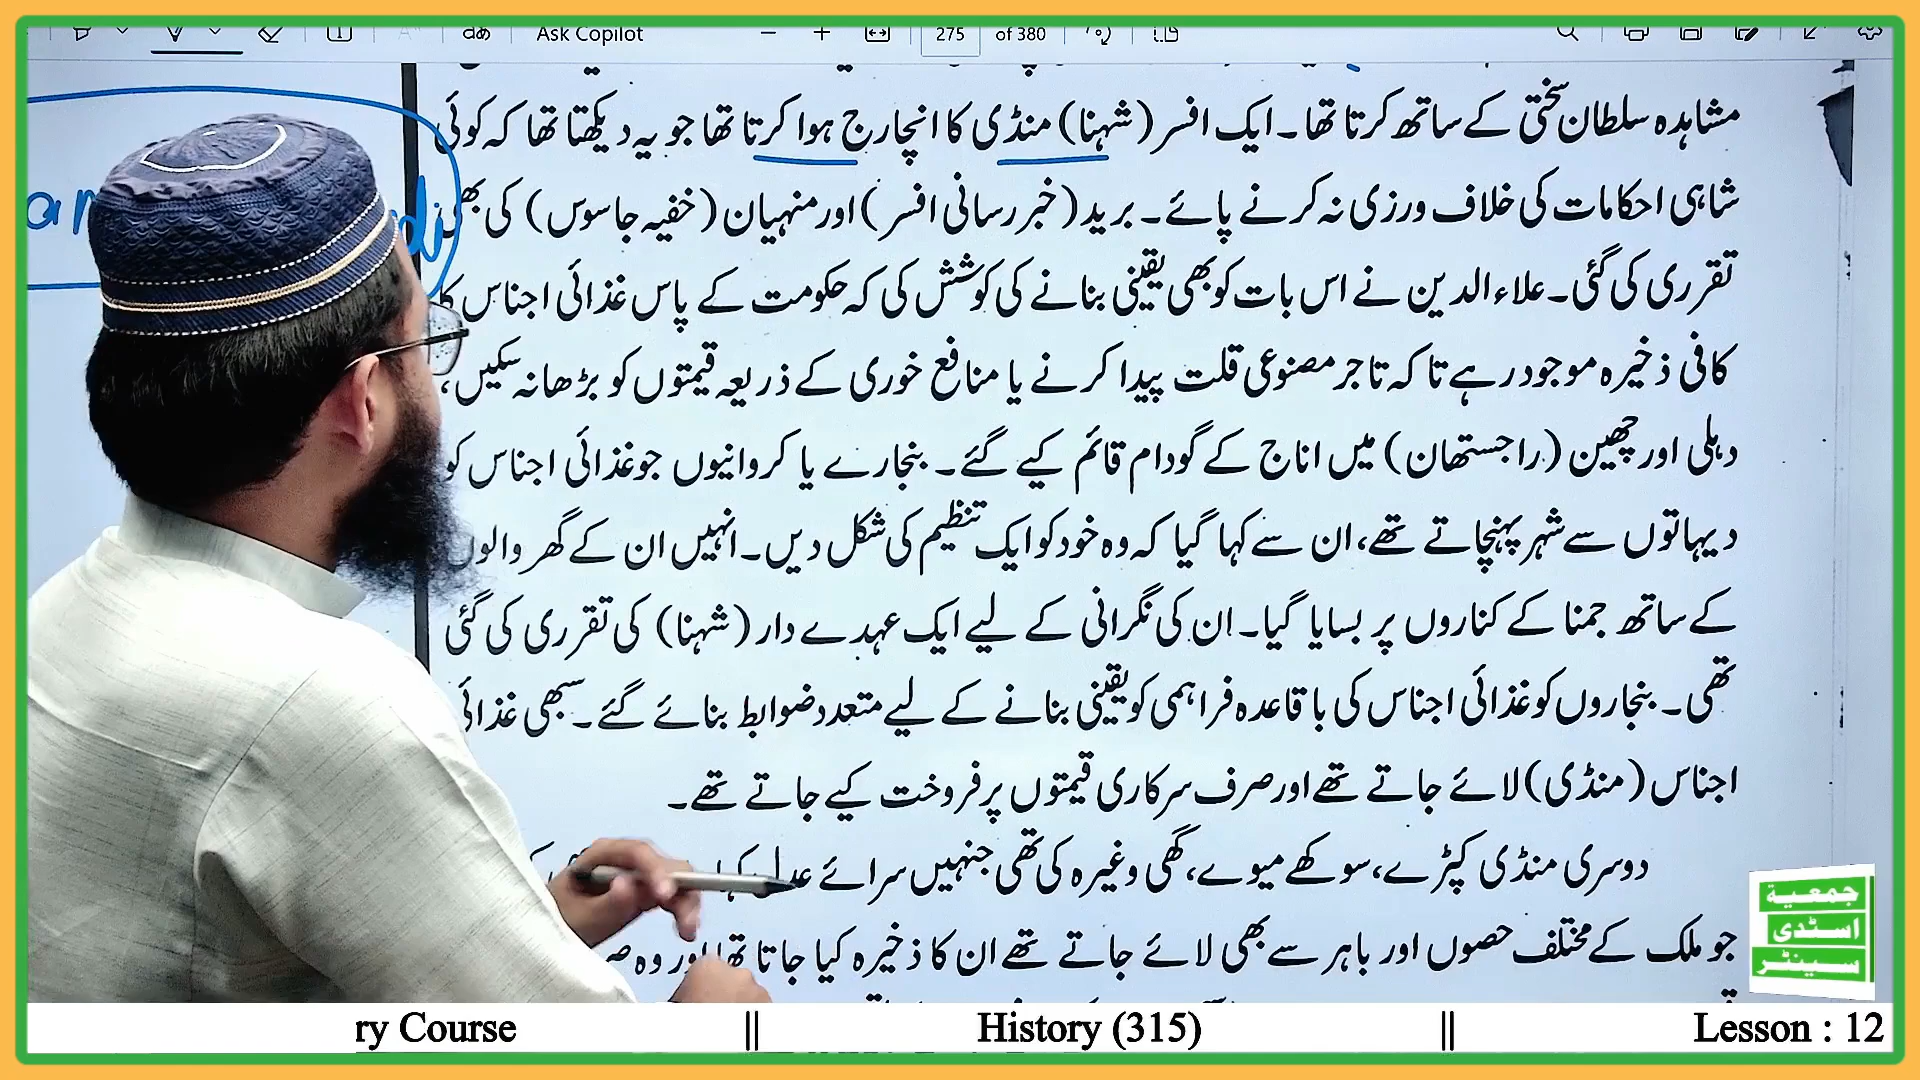 Ask Copilot
275 of 380
مشاہدہ سلطان سختی کے ساتھ کرتا تھا۔ ایک افسر (شہنا) منڈی کا انچارج ہوا کرتا تھا جو یہ دیکھتا تھا کہ کوئی
شاہی احکامات کی خلاف ورزی نہ کرنے پائے۔ برید (خبر رسانی افسر) اور منہیان (خفیہ جاسوس) کی بھی
تقرری کی گئی۔ علاء الدین نے اس بات کو بھی یقینی بنانے کی کوشش کی کہ حکومت کے پاس غذائی اجناس کا
کافی ذخیرہ موجود رہے تا کہ تاجر مصنوعی قلت پیدا کرنے یا منافع خوری کے ذریعہ قیمتوں کو بڑھا نہ سکیں،
دہلی اور چھین (راجستھان) میں اناج کے گودام قائم کیے گئے۔ بنجارے یا کروانیوں جو غذائی اجناس کو
دیہاتوں سے شہر پہنچاتے تھے، ان سے کہا گیا کہ وہ خود کو ایک تنظیم کی شکل دیں۔ انہیں ان کے گھر والوں
کے ساتھ جمنا کے کناروں پر بسایا گیا۔ ان کی نگرانی کے لیے ایک عہدے دار (شہنا) کی تقرری کی گئی
تھی۔ بنجاروں کو غذائی اجناس کی باقاعدہ فراہمی کو یقینی بنانے کے لیے متعدد ضوابط بنائے گئے۔ سبھی غذائی
اجناس (منڈی) لائے جاتے تھے اور صرف سرکاری قیمتوں پر فروخت کیے جاتے تھے۔
دوسری منڈی کپڑے، سوکھے میوے، گھی وغیرہ کی تھی جنہیں سرائے عدل کہا
جو ملک کے مختلف حصوں اور باہر سے بھی لائے جاتے تھے ان کا ذخیرہ کیا جاتا تھا اور وہ
جمعية
اسٹدی
سینٹر
ry Course || History (315) || Lesson : 12